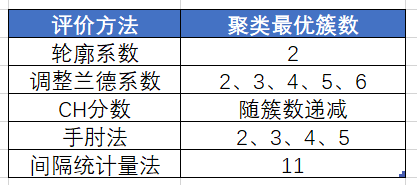 评价方法 聚类最优簇数
轮廓系数 2
调整兰德系数 2、3、4、5、6
CH分数 随簇数递减
手肘法 2、3、4、5
间隔统计量法 11